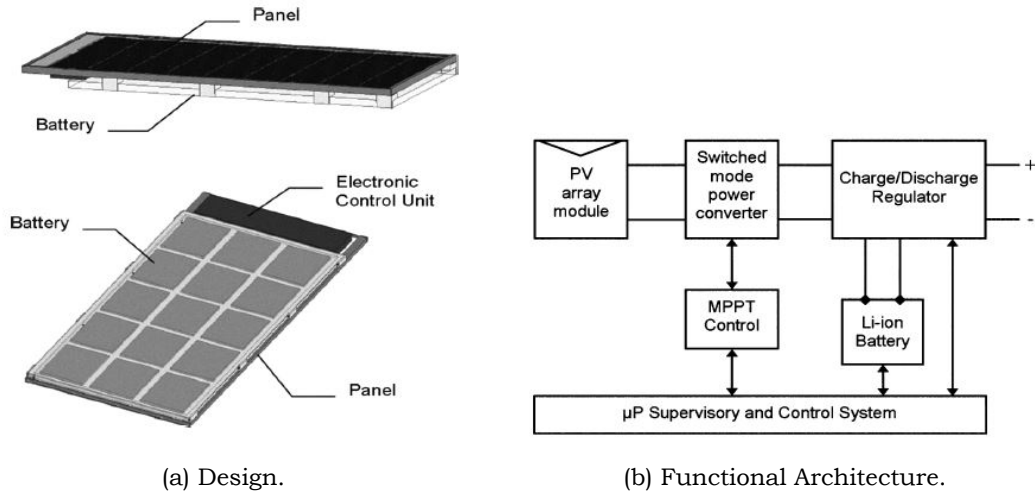 Panel
Battery
Electronic
Control Unit
Battery
Panel
(a) Design.
PV
array
module
Switched
mode
power
converter
Charge/Discharge
Regulator
+
-
MPPT
Control
Li-ion
Battery
µP Supervisory and Control System
(b) Functional Architecture.